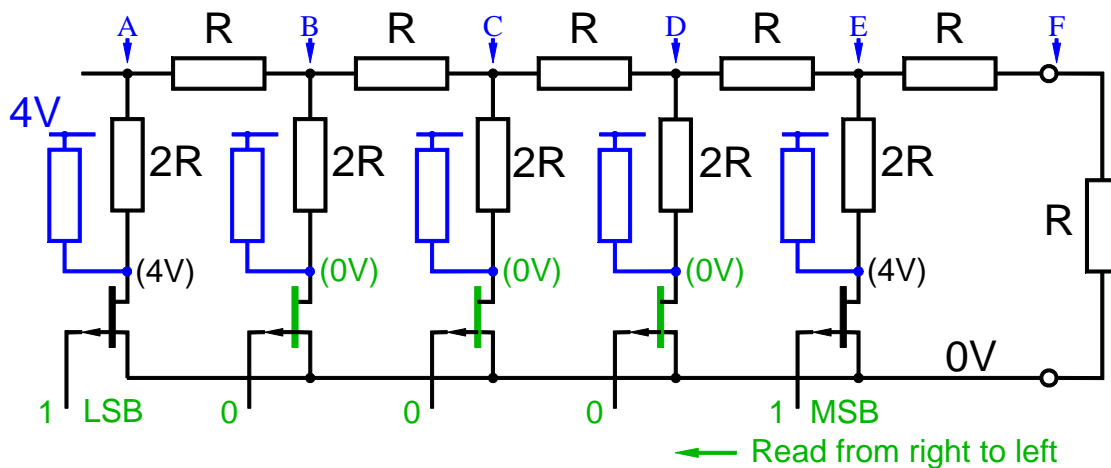 A B C D E F
R R R R R
4V
2R 2R 2R 2R 2R
R
(4V) (0V) (0V) (0V) (4V)
0V
1 LSB 0 0 0 1 MSB
Read from right to left